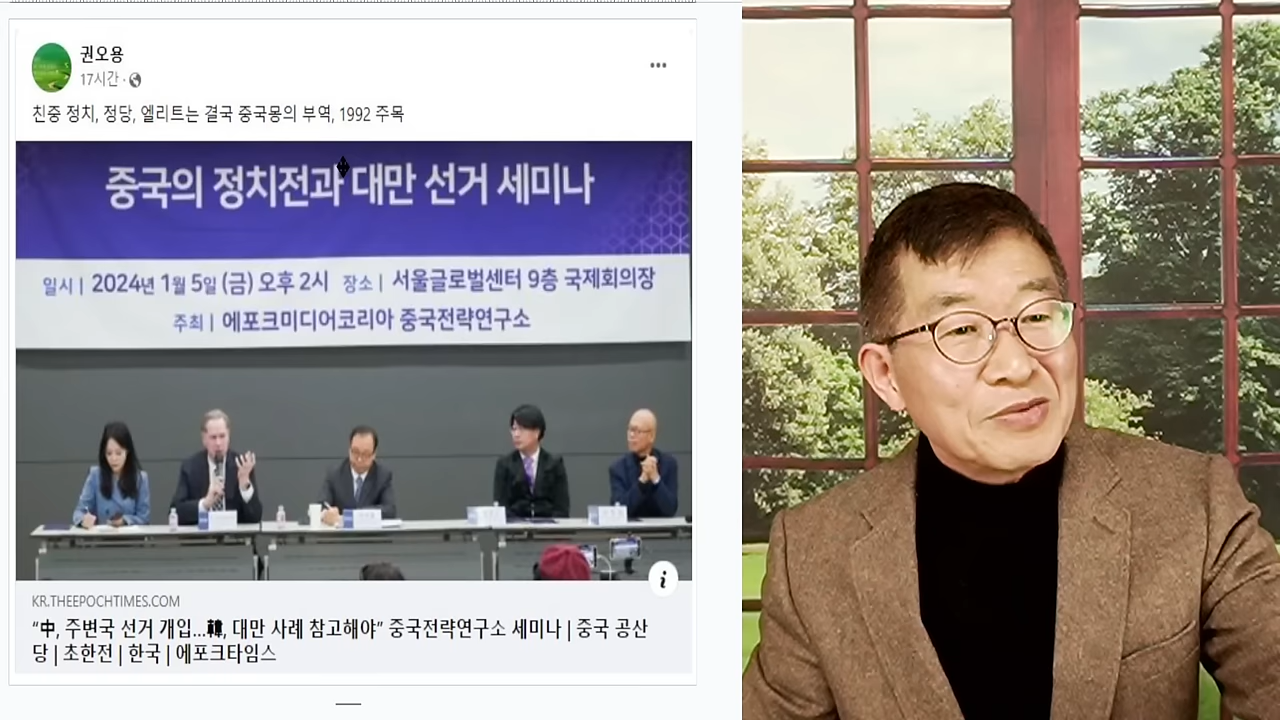 권오용
17시간 ·
친중 정치, 정당, 엘리트는 결국 중국몽의 부역, 1992 주목
중국의 정치전과 대만 선거 세미나
일시 | 2024년 1월 5일 (금) 오후 2시 장소 | 서울글로벌센터 9층 국제회의장
주최 | 에포크미디어코리아 중국전략연구소
KR.THEEPOCHTIMES.COM
“中, 주변국 선거 개입...韓, 대만 사례 참고해야” 중국전략연구소 세미나 | 중국 공산
당 | 초한전 | 한국 | 에포크타임스